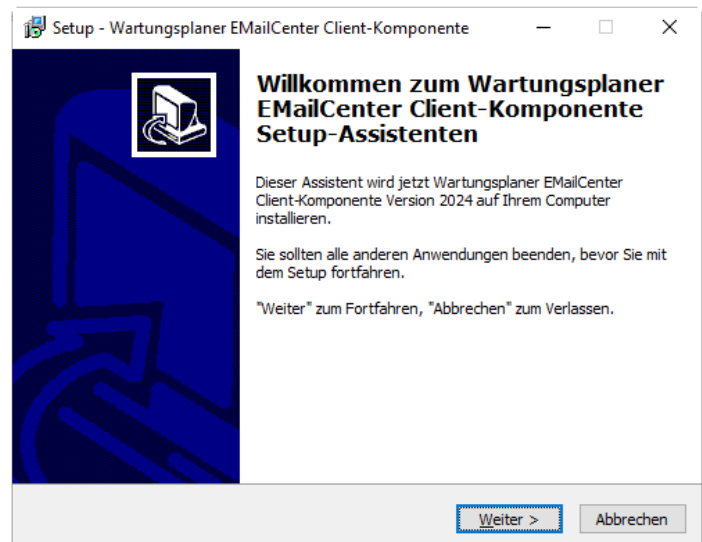 Setup - Wartungsplaner EMailCenter Client-Komponente
Willkommen zum Wartungsplaner
EMailCenter Client-Komponente
Setup-Assistenten
Dieser Assistent wird jetzt Wartungsplaner EMailCenter
Client-Komponente Version 2024 auf Ihrem Computer
installieren.
Sie sollten alle anderen Anwendungen beenden, bevor Sie mit
dem Setup fortfahren.
"Weiter" zum Fortfahren, "Abbrechen" zum Verlassen.
Weiter >
Abbrechen